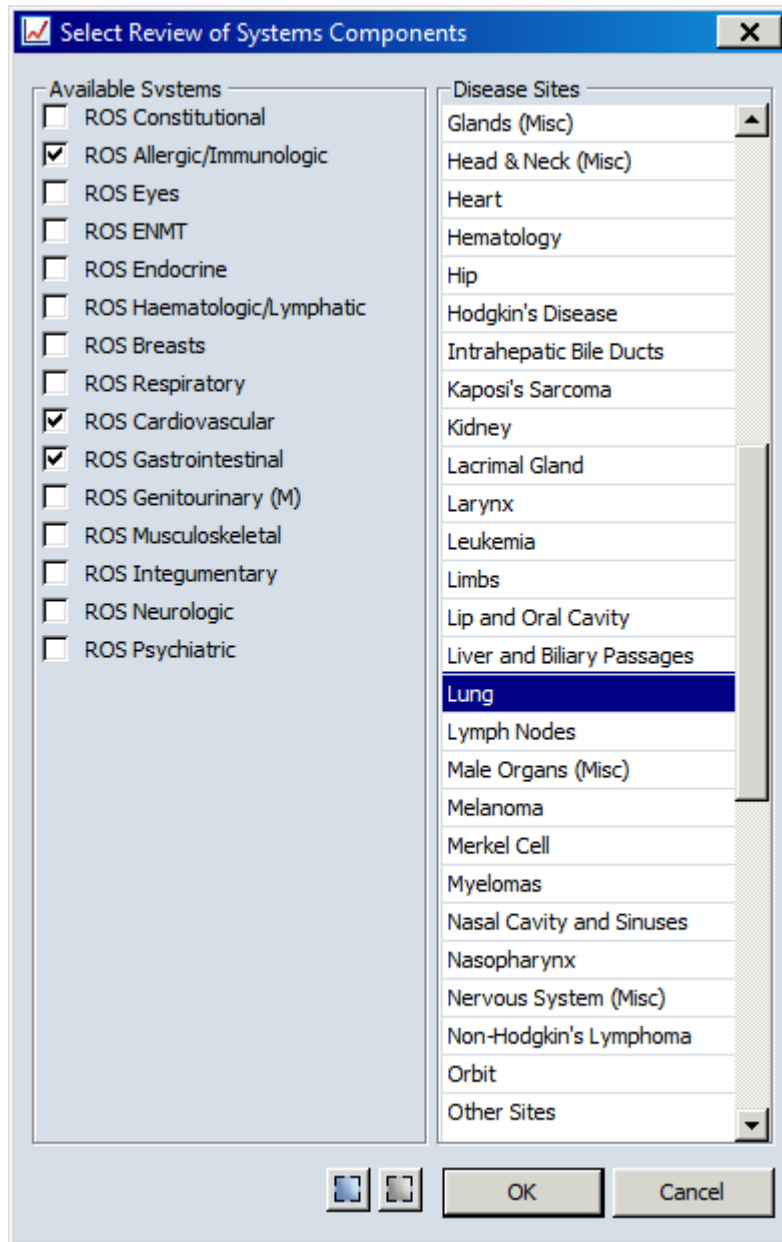 Select Review of Systems Components
Available Systems
ROS Constitutional
ROS Allergic/Immunologic
ROS Eyes
ROS ENMT
ROS Endocrine
ROS Haematologic/Lymphatic
ROS Breasts
ROS Respiratory
ROS Cardiovascular
ROS Gastrointestinal
ROS Genitourinary (M)
ROS Musculoskeletal
ROS Integumentary
ROS Neurologic
ROS Psychiatric
Disease Sites
Glands (Misc)
Head & Neck (Misc)
Heart
Hematology
Hip
Hodgkin's Disease
Intrahepatic Bile Ducts
Kaposi's Sarcoma
Kidney
Lacrimal Gland
Larynx
Leukemia
Limbs
Lip and Oral Cavity
Liver and Biliary Passages
Lung
Lymph Nodes
Male Organs (Misc)
Melanoma
Merkel Cell
Myelomas
Nasal Cavity and Sinuses
Nasopharynx
Nervous System (Misc)
Non-Hodgkin's Lymphoma
Orbit
Other Sites
OK
Cancel